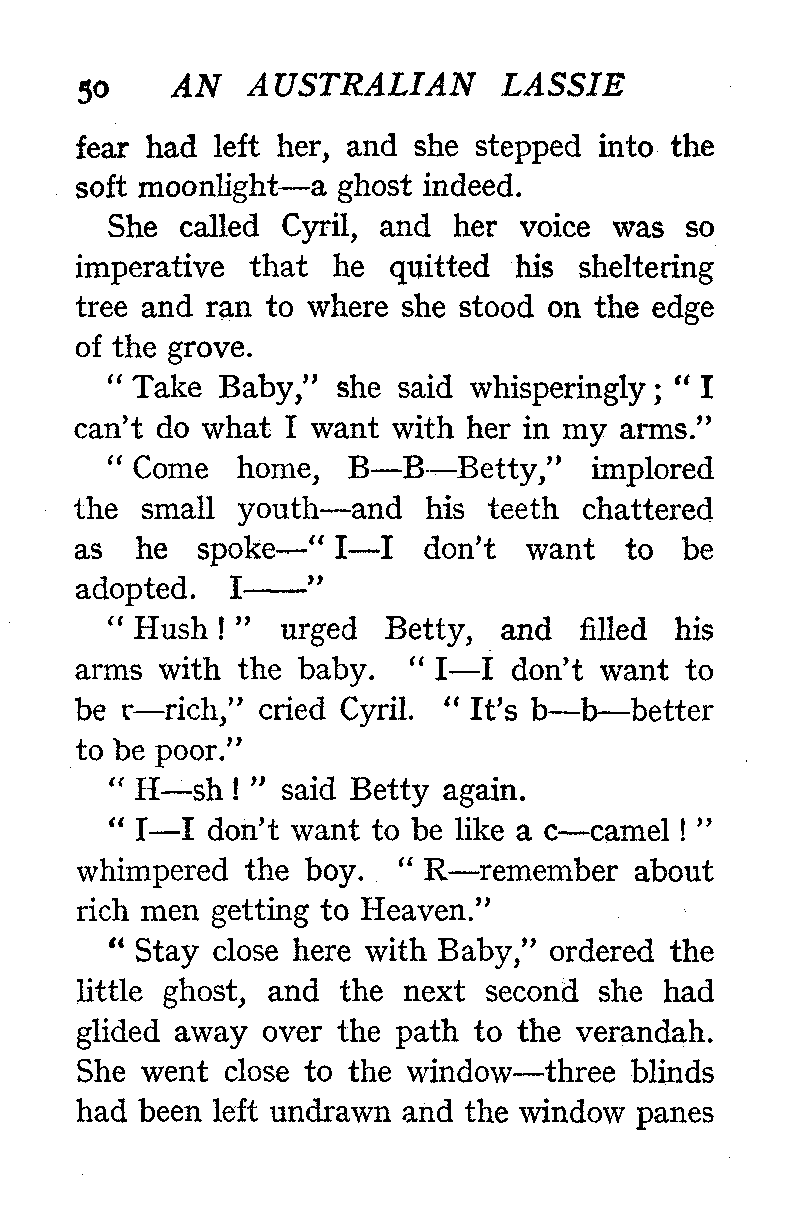 50 AN AUSTRALIAN LASSIE
fear had left her, and she stepped into the
soft moonlight—a ghost indeed.
She called Cyril, and her voice was so
imperative that he quitted his sheltering
tree and ran to where she stood on the edge
of the grove.
“ Take Baby,” she said whisperingly ; “ I
can’t do what I want with her in my arms.”
“ Come home, B—B—Betty,” implored
the small youth—and his teeth chattered
as he spoke—“ I—I don’t want to be
adopted. I——”
“ Hush ! ” urged Betty, and filled his
arms with the baby. “ I—I don’t want to
be r—rich,” cried Cyril. “ It’s b—b—better
to be poor.”
“ H—sh ! ” said Betty again.
“ I—I don’t want to be like a c—camel ! ”
whimpered the boy. “ R—remember about
rich men getting to Heaven.”
“ Stay close here with Baby,” ordered the
little ghost, and the next second she had
glided away over the path to the verandah.
She went close to the window—three blinds
had been left undrawn and the window panes